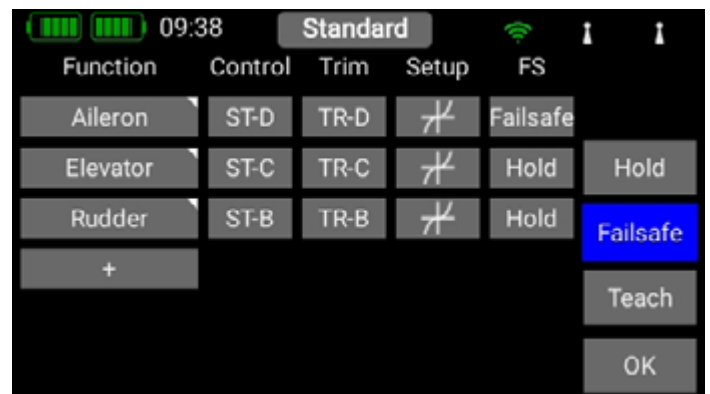 09:38 Standard
Function Control Trim Setup FS
Aileron ST-D TR-D Failsafe
Elevator ST-C TR-C Hold Hold
Rudder ST-B TR-B Hold Failsafe
+
Teach
OK